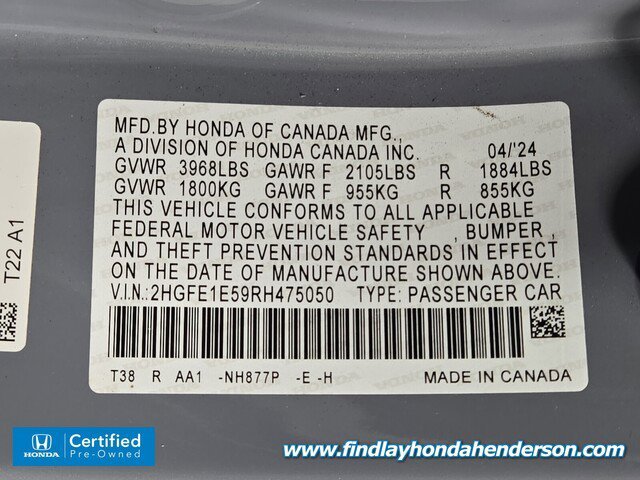 MFD.BY HONDA OF CANADA MFG.,
A DIVISION OF HONDA CANADA INC. 04/'24
GVWR 3968LBS GAWR F 2105LBS R 1884LBS
GVWR 1800KG GAWR F 955KG R 855KG
THIS VEHICLE CONFORMS TO ALL APPLICABLE
FEDERAL MOTOR VEHICLE SAFETY , BUMPER ,
AND THEFT PREVENTION STANDARDS IN EFFECT
ON THE DATE OF MANUFACTURE SHOWN ABOVE.
V.I.N.:2HGFE1E59RH475050 TYPE: PASSENGER CAR
T38 R AA1 -NH877P -E -H MADE IN CANADA
T22 A1
HONDA
Certified
Pre-Owned
www.findlayhondahenderson.com